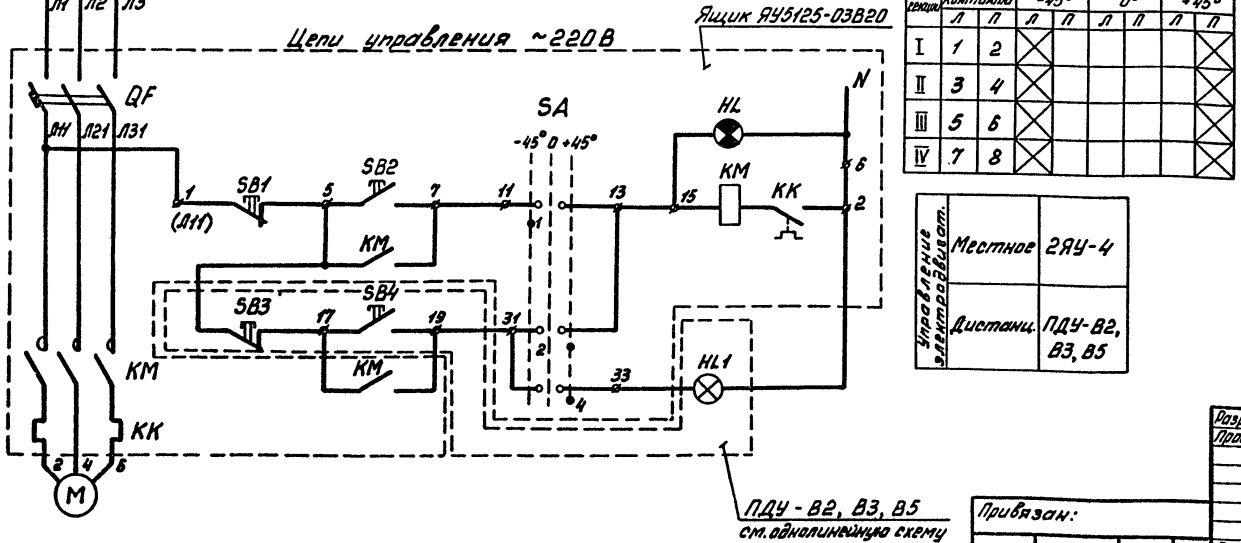 Л1 Л2 Л3
Цепи управления ~220В
Ящик ЯУ5125-03В20
QF
Л11 Л21 Л31
SA
-45° 0 +45°
HL
N
SB1
SB2
1
(Л11)
5
7
11
13
15
KM
KK
6
2
KM
1
SB3
SB4
17
19
31
2
33
HL1
KM
4
KM
KK
2 4 6
M
ПДУ - В2, В3, В5
см. однолинейную схему
секции -45° 0° +45°
Л П Л П Л П Л П
I 1 2
II 3 4
III 5 6
IV 7 8
Управление электродвигат.
Местное 2ЯУ-4
Дистанц. ПДУ-В2,
В3, В5
Привязан: